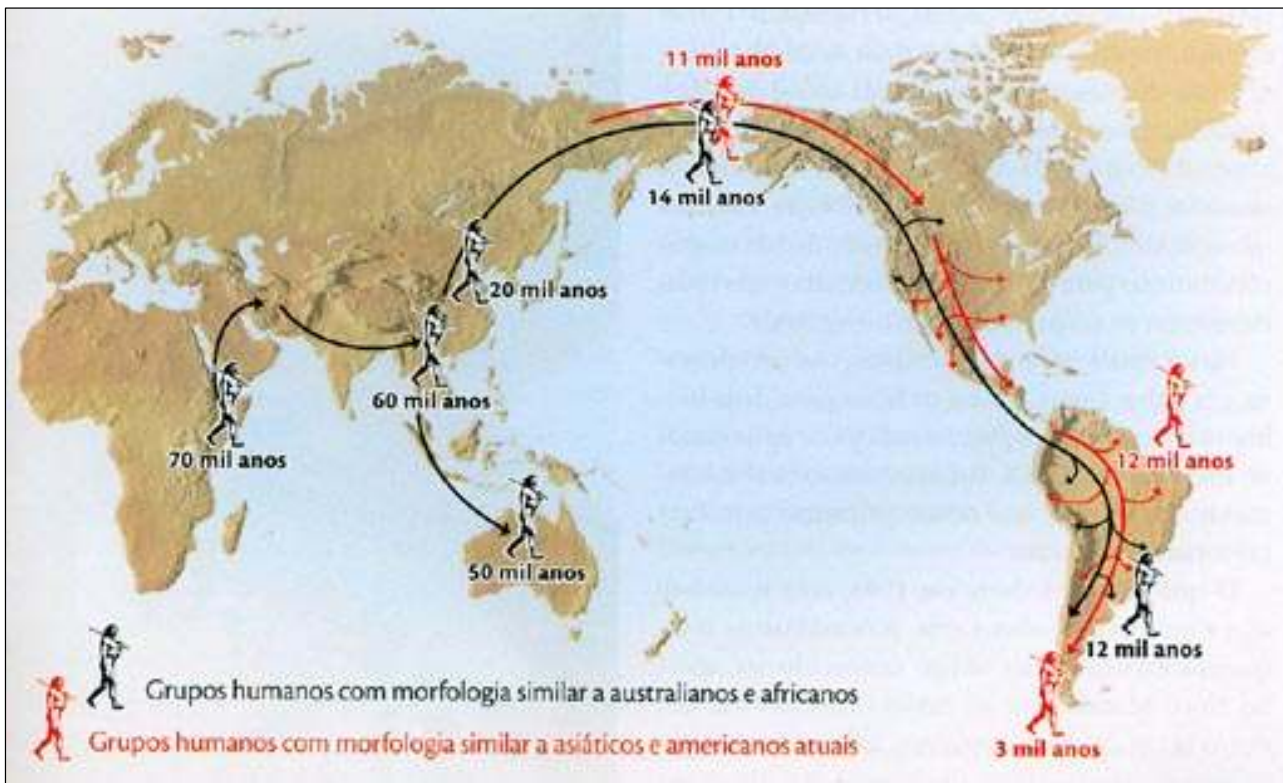 11 mil anos
14 mil anos
20 mil anos
60 mil anos
70 mil anos
50 mil anos
12 mil anos
12 mil anos
3 mil anos
Grupos humanos com morfologia similar a australianos e africanos
Grupos humanos com morfologia similar a asiáticos e americanos atuais